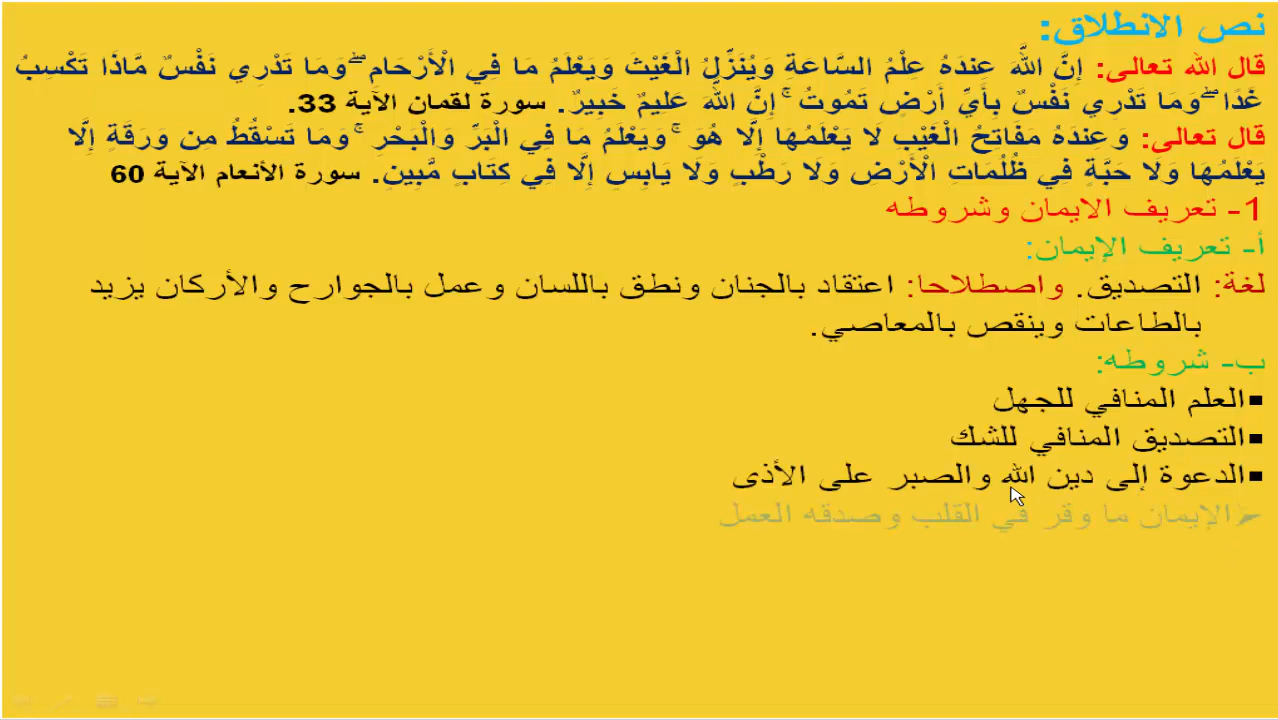 نص الانطلاق:
قال الله تعالى: إِنَّ اللَّهَ عِندَهُ عِلْمُ السَّاعَةِ وَيُنَزِّلُ الْغَيْثَ وَيَعْلَمُ مَا فِي الْأَرْحَامِ ۖ وَمَا تَدْرِي نَفْسٌ مَّاذَا تَكْسِبُ
غَدًا ۖ وَمَا تَدْرِي نَفْسٌ بِأَيِّ أَرْضٍ تَمُوتُ ۚ إِنَّ اللَّهَ عَلِيمٌ خَبِيرٌ. سورة لقمان الآية 33.
قال تعالى: وَعِندَهُ مَفَاتِحُ الْغَيْبِ لَا يَعْلَمُهَا إِلَّا هُوَ ۚ وَيَعْلَمُ مَا فِي الْبَرِّ وَالْبَحْرِ ۚ وَمَا تَسْقُطُ مِن وَرَقَةٍ إِلَّا
يَعْلَمُهَا وَلَا حَبَّةٍ فِي ظُلُمَاتِ الْأَرْضِ وَلَا رَطْبٍ وَلَا يَابِسٍ إِلَّا فِي كِتَابٍ مُّبِينٍ. سورة الأنعام الآية 60
1- تعريف الايمان وشروطه
أ- تعريف الإيمان:
لغة: التصديق. واصطلاحا: اعتقاد بالجنان ونطق باللسان وعمل بالجوارح والأركان يزيد
بالطاعات وينقص بالمعاصي.
ب- شروطه:
▪العلم المنافي للجهل
▪التصديق المنافي للشك
▪الدعوة إلى دين الله والصبر على الأذى
➢الإيمان ما وقر في القلب وصدقه العمل